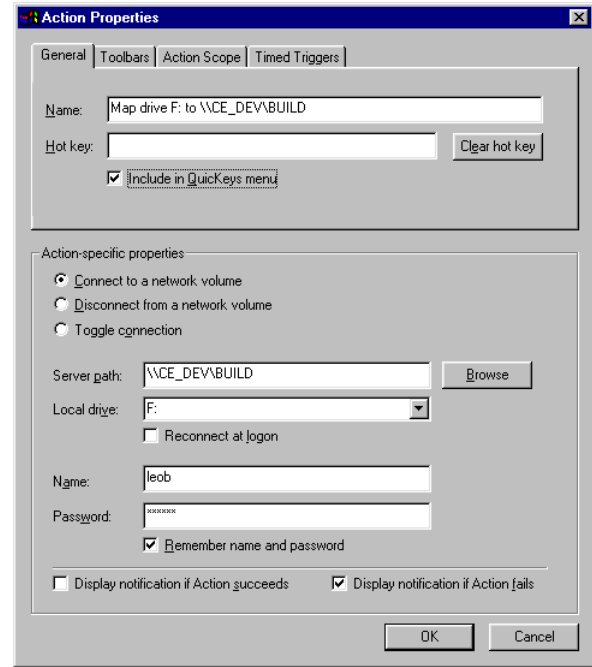 Action Properties
General Toolbars Action Scope Timed Triggers
Name: Map drive F: to \\CE_DEV\BUILD
Hot key: Clear hot key
Include in QuicKeys menu
Action-specific properties
Connect to a network volume
Disconnect from a network volume
Toggle connection
Server path: \\CE_DEV\BUILD Browse
Local drive: F:
Reconnect at logon
Name: leob
Password: xxxxxx
Remember name and password
Display notification if Action succeeds Display notification if Action fails
OK Cancel